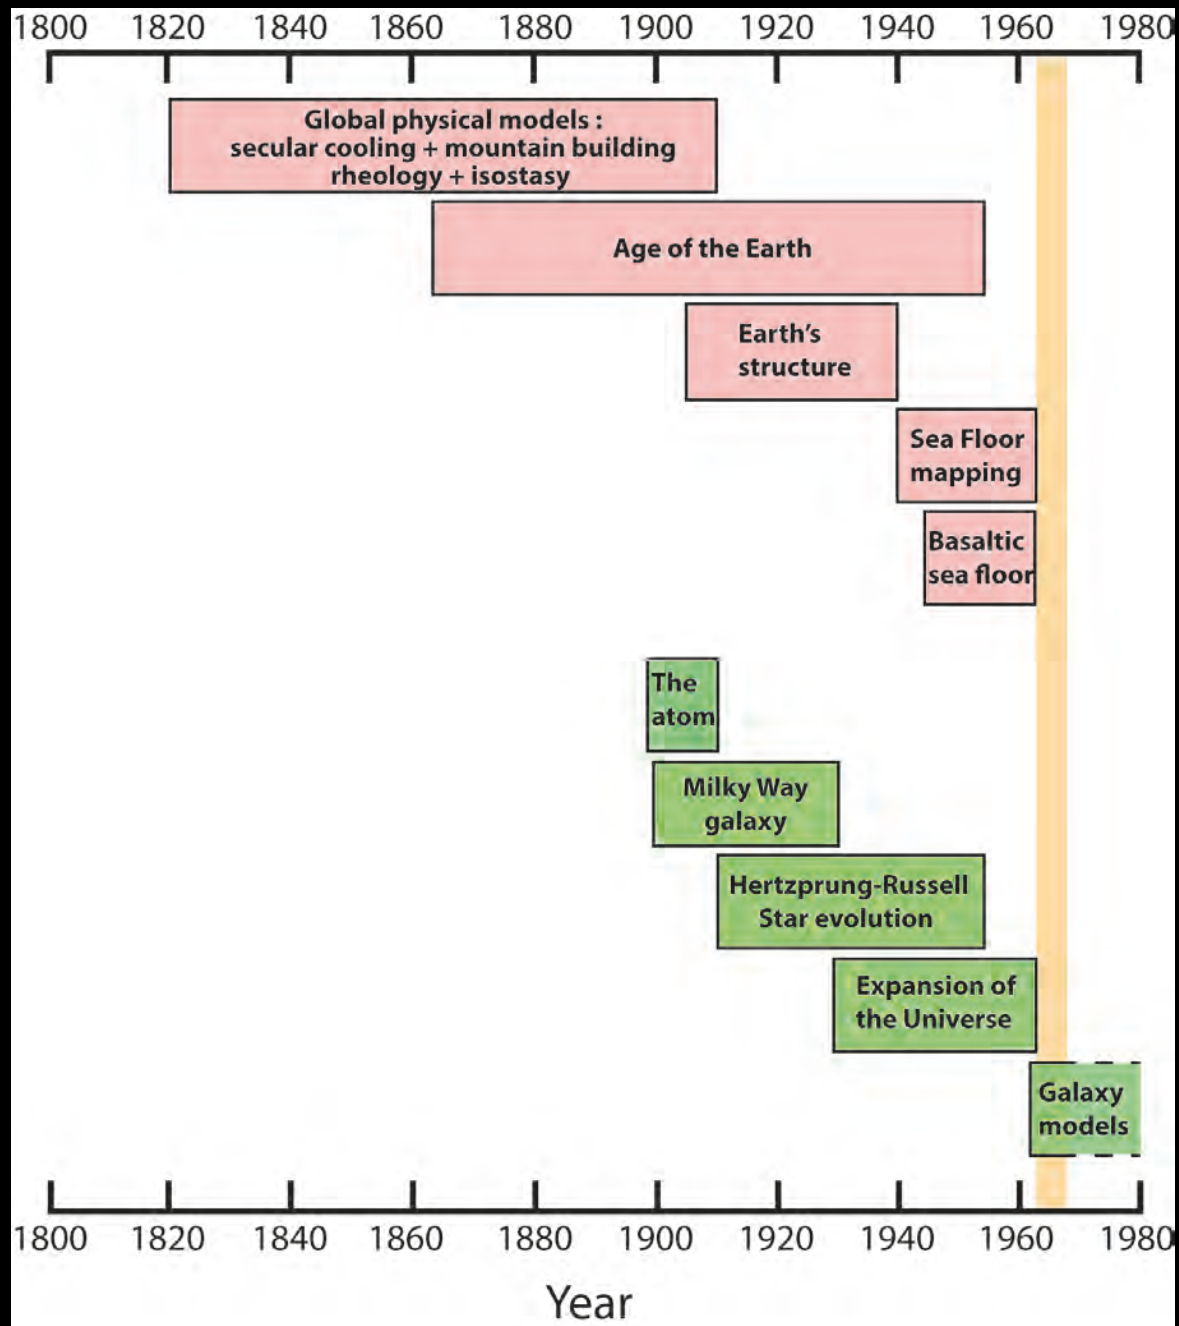 1800 1820 1840 1860 1880 1900 1920 1940 1960 1980
Global physical models :
secular cooling + mountain building
rheology + isostasy
Age of the Earth
Earth's
structure
Sea Floor
mapping
Basaltic
sea floor
The
atom
Milky Way
galaxy
Hertzprung-Russell
Star evolution
Expansion of
the Universe
Galaxy
models
1800 1820 1840 1860 1880 1900 1920 1940 1960 1980
Year